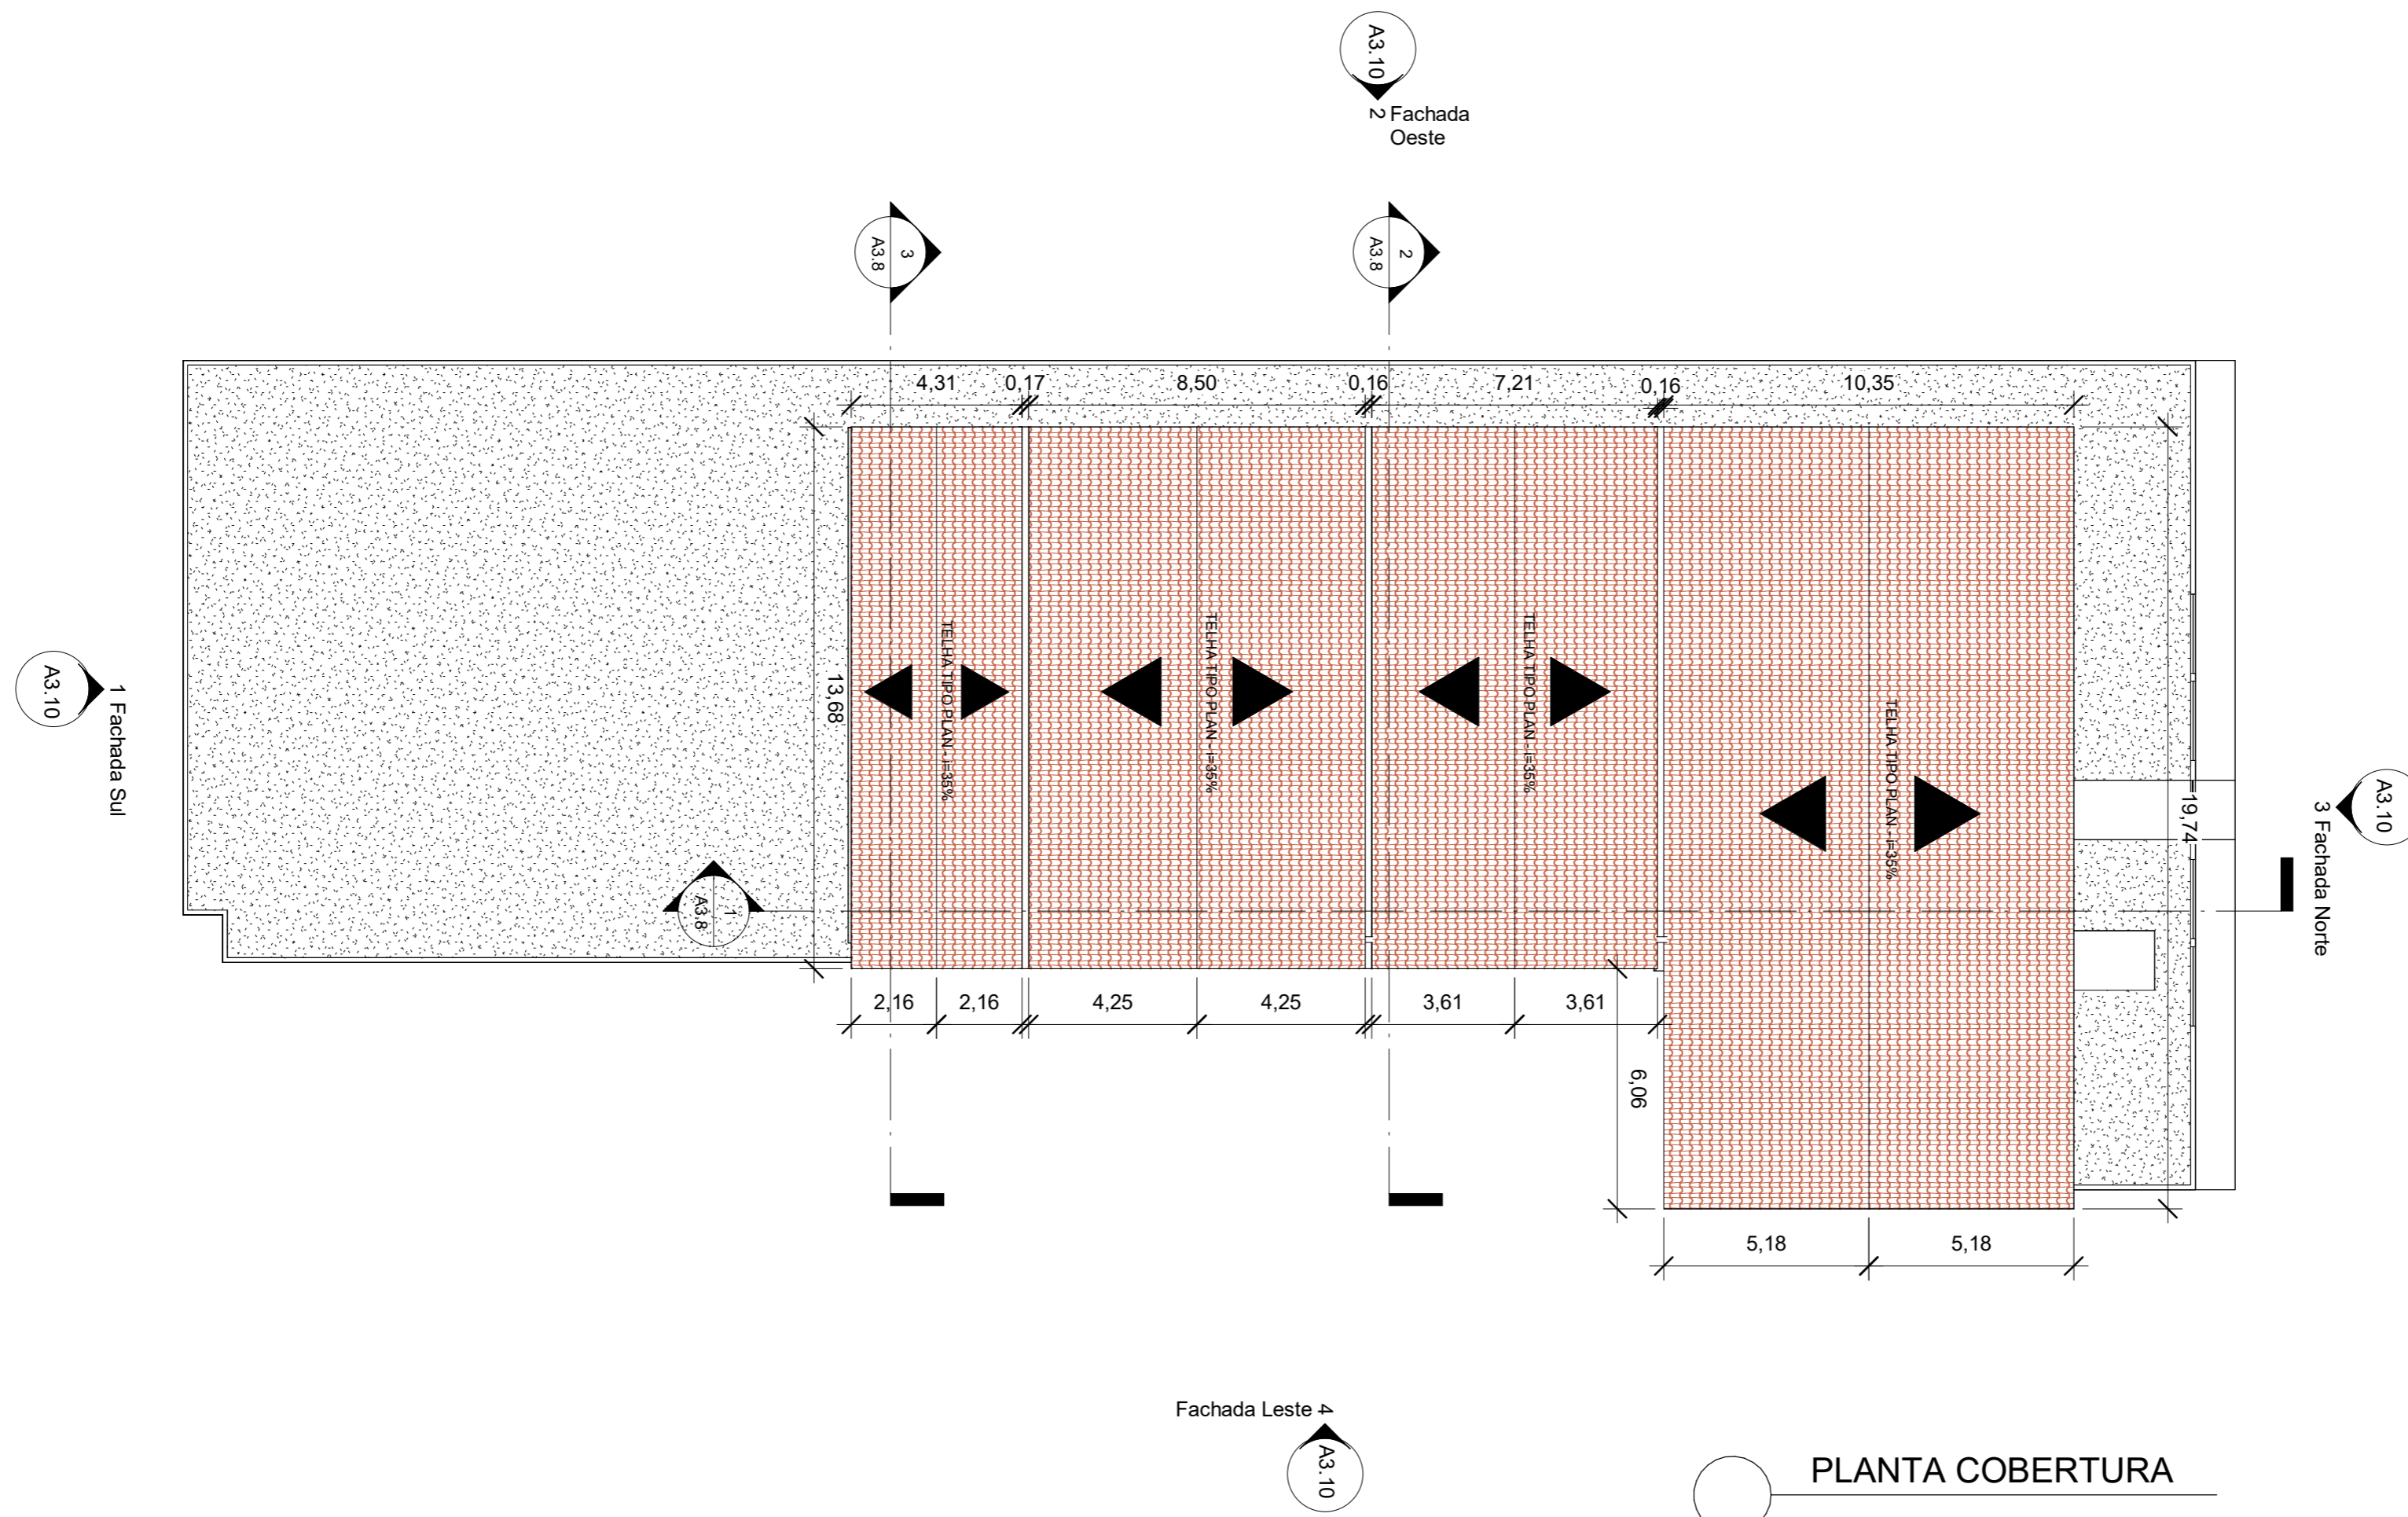 A3.10
2
Fachada
Oeste
3
A3.8
2
A3.8
4,31
0,17
8,50
0,16
7,21
0,16
10,35
TELHA TIPO PLAN - i=35%
TELHA TIPO PLAN - i=35%
TELHA TIPO PLAN - i=35%
TELHA TIPO PLAN - i=35%
13,68
19,74
A3.10
1 Fachada Sul
A3.10
3 Fachada Norte
1
A3.8
2,16
2,16
4,25
4,25
3,61
3,61
6,06
5,18
5,18
Fachada Leste 4
A3.10
PLANTA COBERTURA